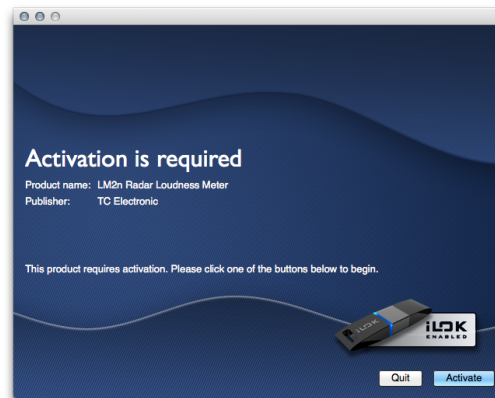 Activation is required
Product name: LM2n Radar Loudness Meter
Publisher: TC Electronic
This product requires activation. Please click one of the buttons below to begin.
iLOK
iLOK
ENABLED
Quit
Activate